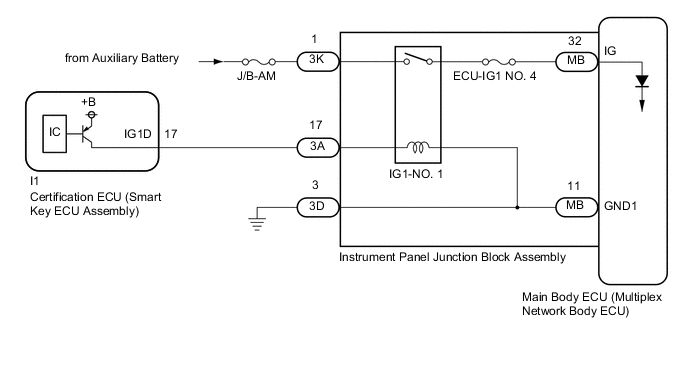 1
32
from Auxiliary Battery
3K
MB
IG
J/B-AM
ECU-IG1 NO. 4
+B
IC
IG1D
17
17
3A
IG1-NO. 1
I1
Certification ECU (Smart
Key ECU Assembly)
3
11
3D
MB
GND1
Instrument Panel Junction Block Assembly
Main Body ECU (Multiplex
Network Body ECU)